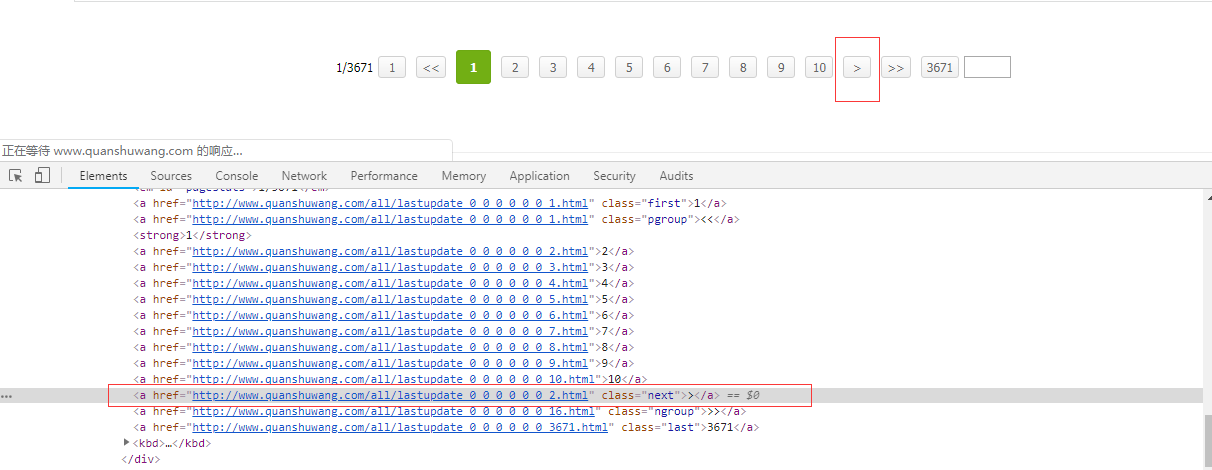 1/3671 1 << 1 2 3 4 5 6 7 8 9 10 > >> 3671
正在等待 www.quanshuwang.com 的响应...
Elements Sources Console Network Performance Memory Application Security Audits
<em id="pagestats">1/3671</em>
<a href="http://www.quanshuwang.com/all/lastupdate_0_0_0_0_0_0_1.html" class="first">1</a>
<a href="http://www.quanshuwang.com/all/lastupdate_0_0_0_0_0_0_1.html" class="pgroup"><<</a>
<strong>1</strong>
<a href="http://www.quanshuwang.com/all/lastupdate_0_0_0_0_0_0_2.html">2</a>
<a href="http://www.quanshuwang.com/all/lastupdate_0_0_0_0_0_0_3.html">3</a>
<a href="http://www.quanshuwang.com/all/lastupdate_0_0_0_0_0_0_4.html">4</a>
<a href="http://www.quanshuwang.com/all/lastupdate_0_0_0_0_0_0_5.html">5</a>
<a href="http://www.quanshuwang.com/all/lastupdate_0_0_0_0_0_0_6.html">6</a>
<a href="http://www.quanshuwang.com/all/lastupdate_0_0_0_0_0_0_7.html">7</a>
<a href="http://www.quanshuwang.com/all/lastupdate_0_0_0_0_0_0_8.html">8</a>
<a href="http://www.quanshuwang.com/all/lastupdate_0_0_0_0_0_0_9.html">9</a>
<a href="http://www.quanshuwang.com/all/lastupdate_0_0_0_0_0_0_10.html">10</a>
<a href="http://www.quanshuwang.com/all/lastupdate_0_0_0_0_0_0_2.html" class="next">></a> == $0
<a href="http://www.quanshuwang.com/all/lastupdate_0_0_0_0_0_0_16.html" class="ngroup">>></a>
<a href="http://www.quanshuwang.com/all/lastupdate_0_0_0_0_0_0_3671.html" class="last">3671</a>
<kbd>…</kbd>
</div>